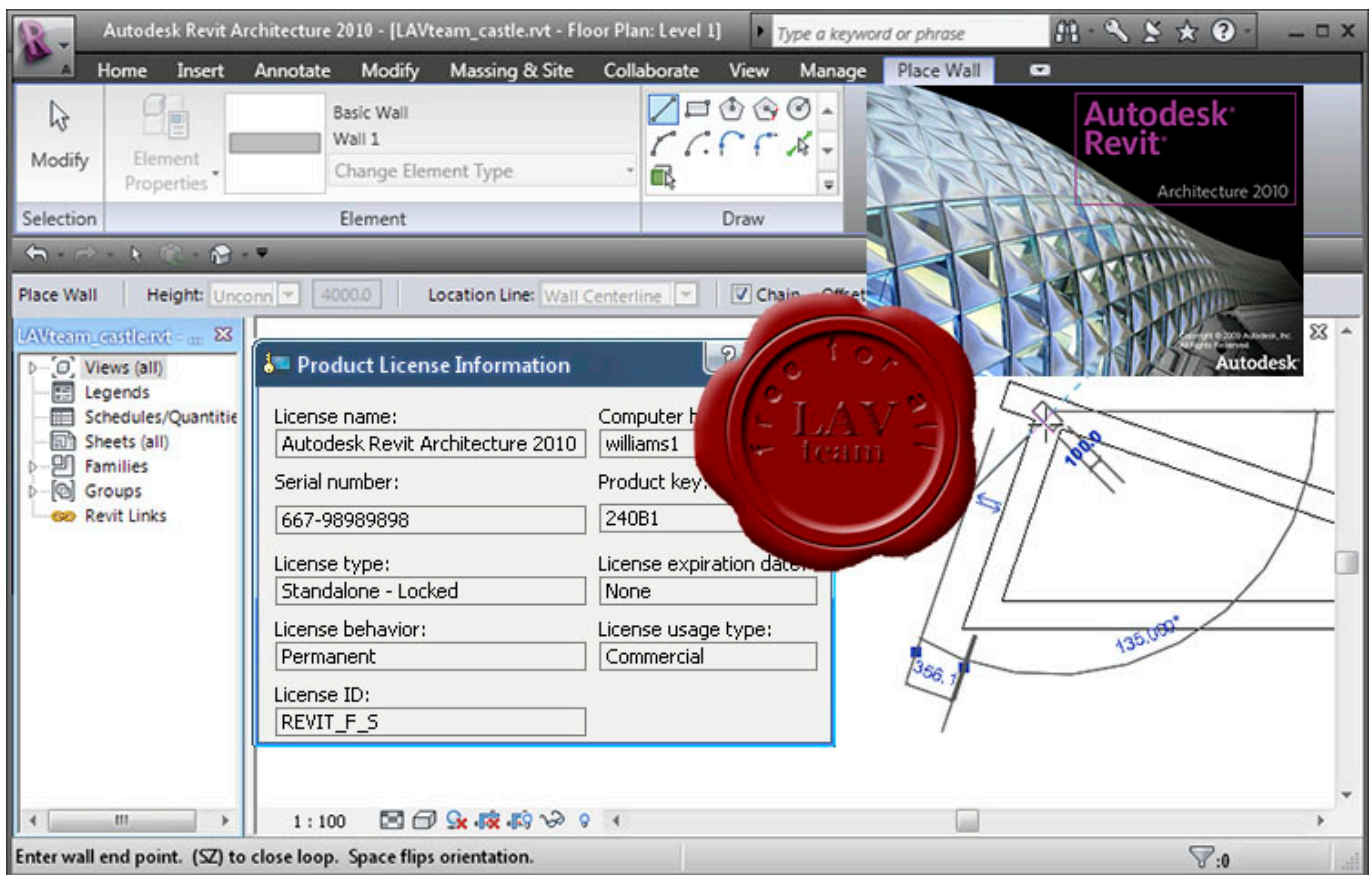 Autodesk Revit Architecture 2010 - [LAVteam_castle.rvt - Floor Plan: Level 1]
Type a keyword or phrase
Home Insert Annotate Modify Massing & Site Collaborate View Manage Place Wall
Modify
Element
Properties
Basic Wall
Wall 1
Change Element Type
Selection
Element
Draw
Autodesk
Revit
Architecture 2010
Autodesk
Place Wall
Height: Unconn
4000.0
Location Line: Wall Centerline
Chain
LAVteam_castle.rvt - ...
Views (all)
Legends
Schedules/Quantitie
Sheets (all)
Families
Groups
Revit Links
Product License Information
License name:
Autodesk Revit Architecture 2010
Computer h
williams1
Serial number:
667-98989898
Product key:
240B1
License type:
Standalone - Locked
License expiration date:
None
License behavior:
Permanent
License usage type:
Commercial
License ID:
REVIT_F_S
free for all
LAV
team
100.0
135.000°
356.1
1 : 100
Enter wall end point. (SZ) to close loop. Space flips orientation.
:0